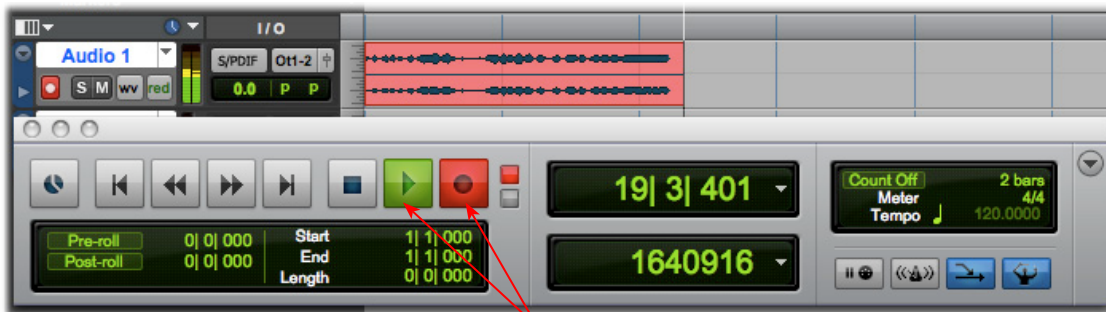 I/O
Audio 1
S/PDIF Ot1-2
S M wv red
0.0 P P
19| 3| 401
Count Off 2 bars
Meter 4/4
Tempo 120.0000
Pre-roll 0| 0| 000
Post-roll 0| 0| 000
Start 1| 1| 000
End 1| 1| 000
Length 0| 0| 000
1640916